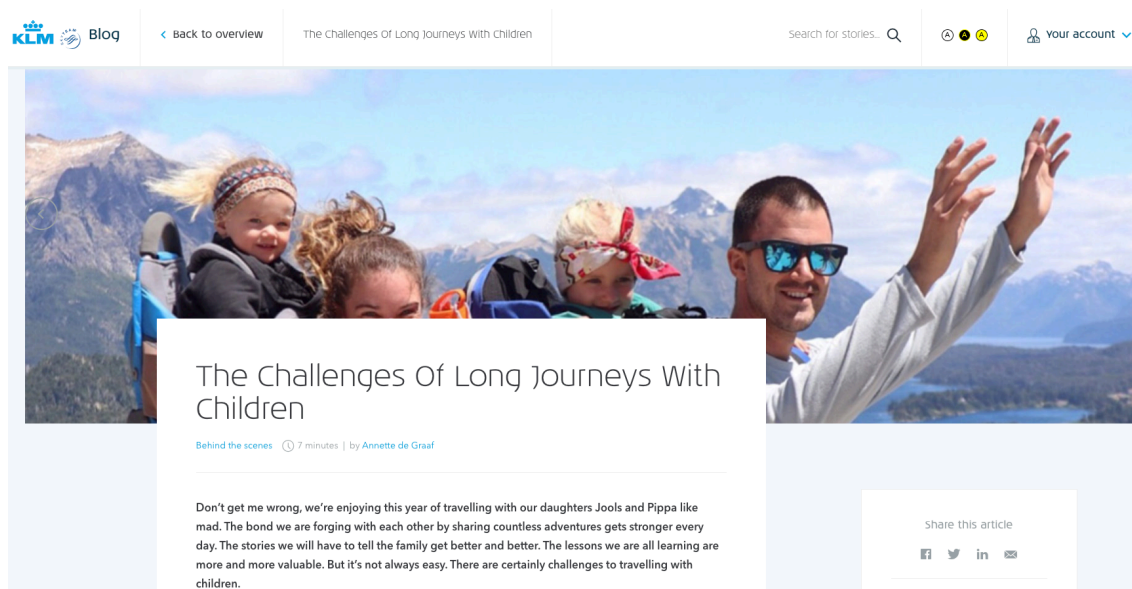 KLM Blog
Back to overview
The Challenges Of Long Journeys With Children
Search for stories..
A A A
Your account
The Challenges Of Long Journeys With
Children
Behind the scenes 7 minutes | by Annette de Graaf
Don't get me wrong, we're enjoying this year of travelling with our daughters Jools and Pippa like
mad. The bond we are forging with each other by sharing countless adventures gets stronger every
day. The stories we will have to tell the family get better and better. The lessons we are all learning are
more and more valuable. But it's not always easy. There are certainly challenges to travelling with
children.
Share this article